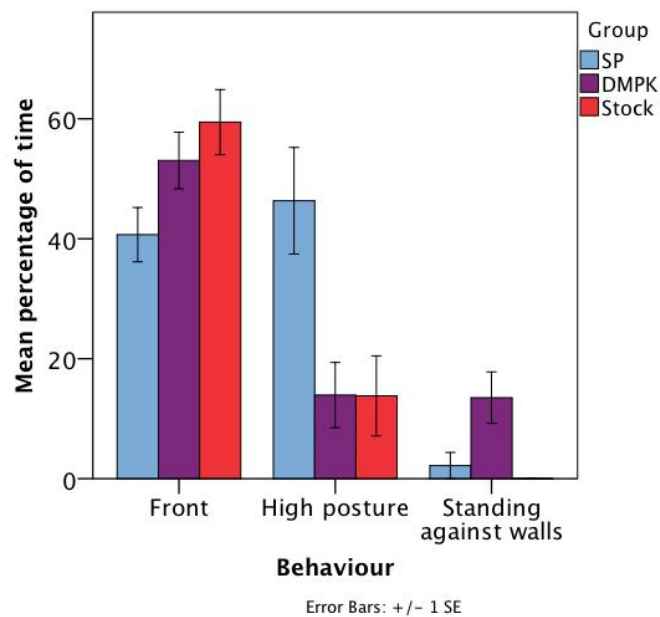 Group
SP
DMPK
Stock
Mean percentage of time
60
40
20
0
Front
High posture
Standing
against walls
Behaviour
Error Bars: +/- 1 SE